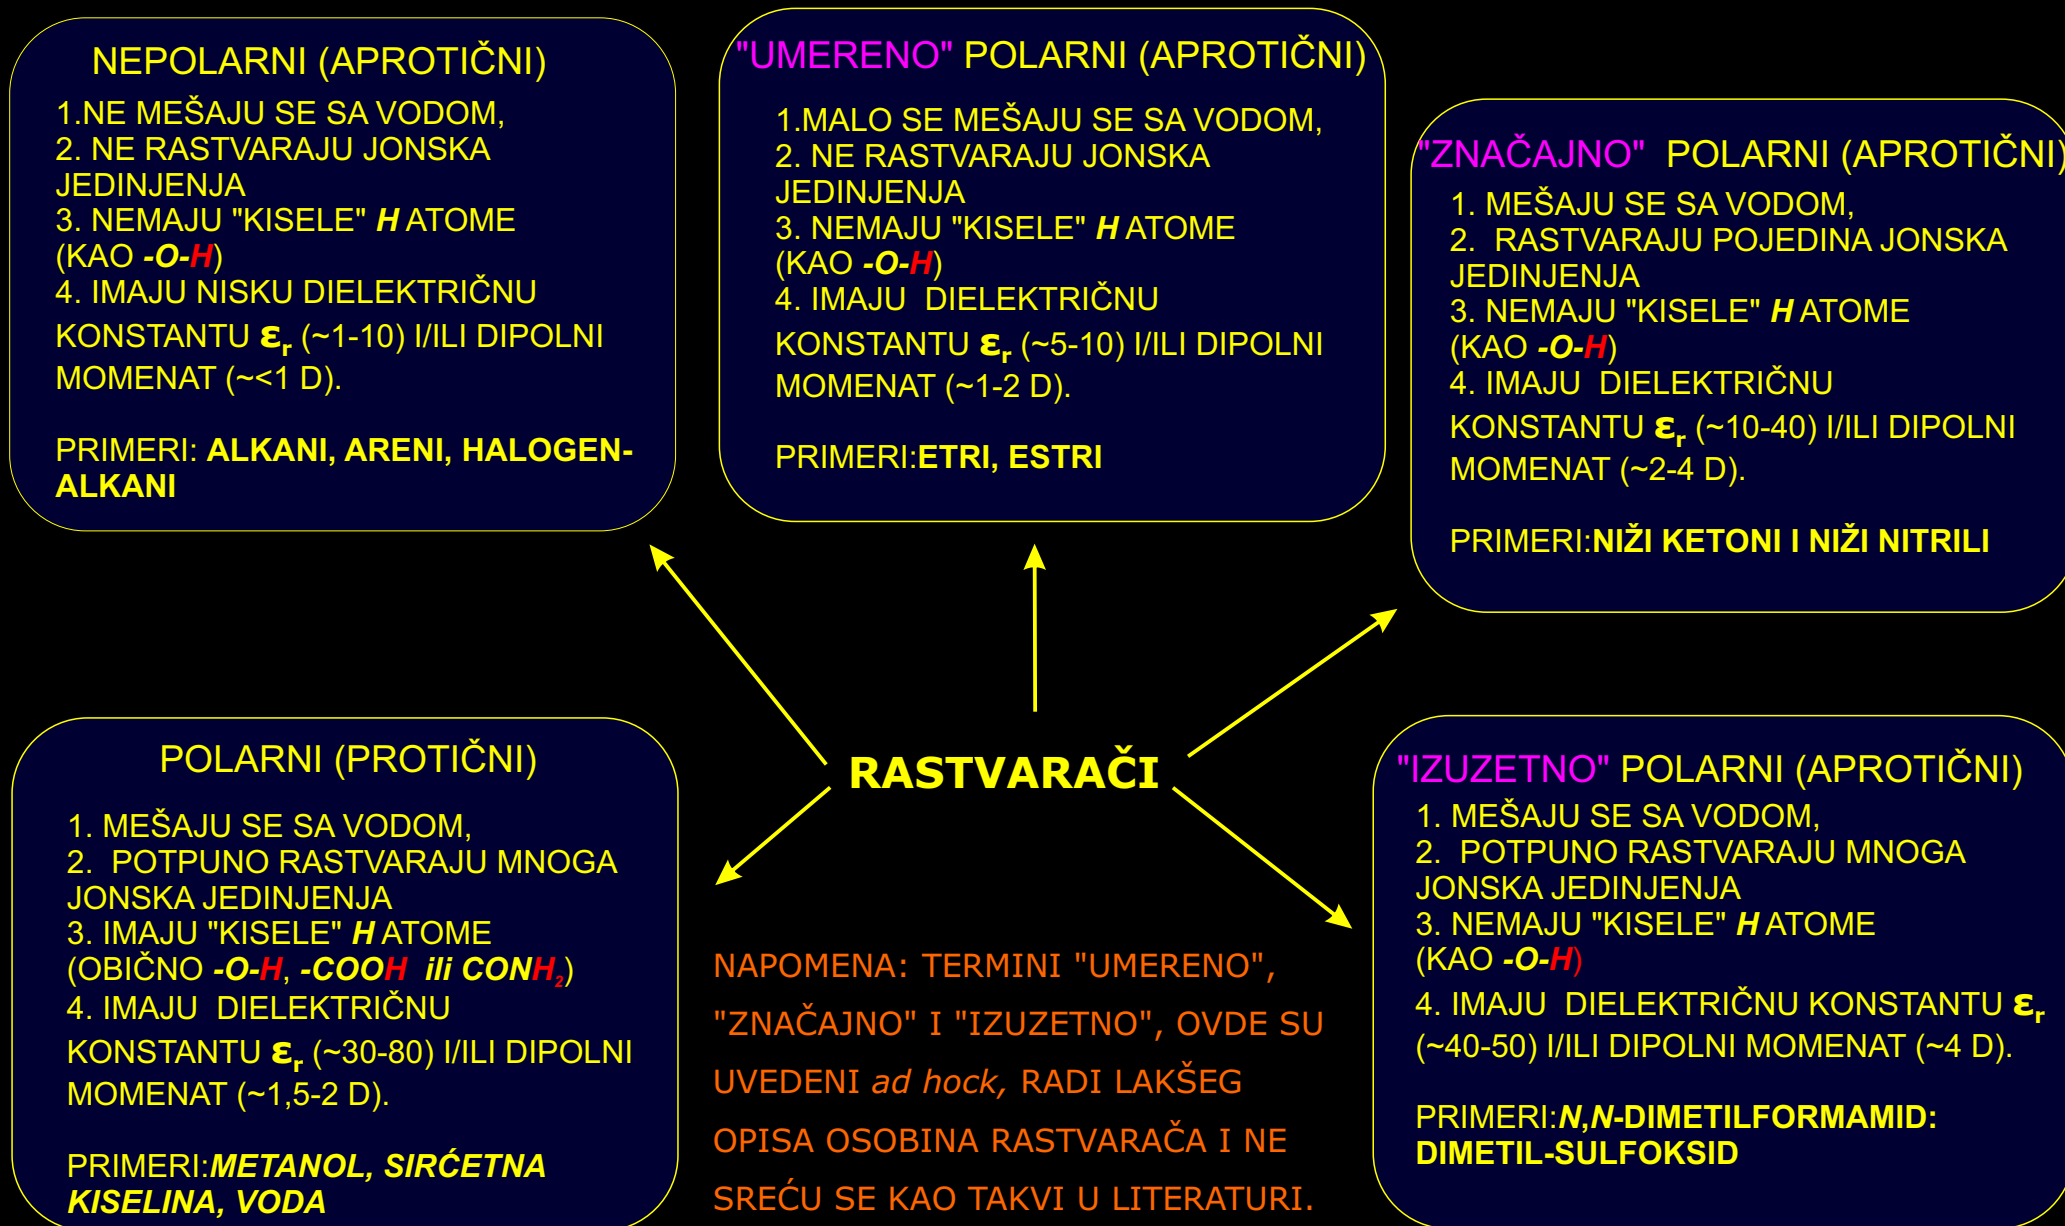 NEPOLARNI (APROTIČNI)
1.NE MEŠAJU SE SA VODOM,
2. NE RASTVARAJU JONSKA
JEDINJENJA
3. NEMAJU "KISELE" H ATOME
(KAO -O-H)
4. IMAJU NISKU DIELEKTRIČNU
KONSTANTU εr (~1-10) I/ILI DIPOLNI
MOMENAT (~<1 D).
PRIMERI: ALKANI, ARENI, HALOGEN-
ALKANI
"UMERENO" POLARNI (APROTIČNI)
1.MALO SE MEŠAJU SE SA VODOM,
2. NE RASTVARAJU JONSKA
JEDINJENJA
3. NEMAJU "KISELE" H ATOME
(KAO -O-H)
4. IMAJU DIELEKTRIČNU
KONSTANTU εr (~5-10) I/ILI DIPOLNI
MOMENAT (~1-2 D).
PRIMERI:ETRI, ESTRI
"ZNAČAJNO" POLARNI (APROTIČNI)
1. MEŠAJU SE SA VODOM,
2. RASTVARAJU POJEDINA JONSKA
JEDINJENJA
3. NEMAJU "KISELE" H ATOME
(KAO -O-H)
4. IMAJU DIELEKTRIČNU
KONSTANTU εr (~10-40) I/ILI DIPOLNI
MOMENAT (~2-4 D).
PRIMERI:NIŽI KETONI I NIŽI NITRILI
RASTVARAČI
POLARNI (PROTIČNI)
1. MEŠAJU SE SA VODOM,
2. POTPUNO RASTVARAJU MNOGA
JONSKA JEDINJENJA
3. IMAJU "KISELE" H ATOME
(OBIČNO -O-H, -COOH ili CONH2)
4. IMAJU DIELEKTRIČNU
KONSTANTU εr (~30-80) I/ILI DIPOLNI
MOMENAT (~1,5-2 D).
PRIMERI:METANOL, SIRĆETNA
KISELINA, VODA
NAPOMENA: TERMINI "UMERENO",
"ZNAČAJNO" I "IZUZETNO", OVDE SU
UVEDENI ad hock, RADI LAKŠEG
OPISA OSOBINA RASTVARAČA I NE
SREĆU SE KAO TAKVI U LITERATURI.
"IZUZETNO" POLARNI (APROTIČNI)
1. MEŠAJU SE SA VODOM,
2. POTPUNO RASTVARAJU MNOGA
JONSKA JEDINJENJA
3. NEMAJU "KISELE" H ATOME
(KAO -O-H)
4. IMAJU DIELEKTRIČNU KONSTANTU εr
(~40-50) I/ILI DIPOLNI MOMENAT (~4 D).
PRIMERI:N,N-DIMETILFORMAMID:
DIMETIL-SULFOKSID